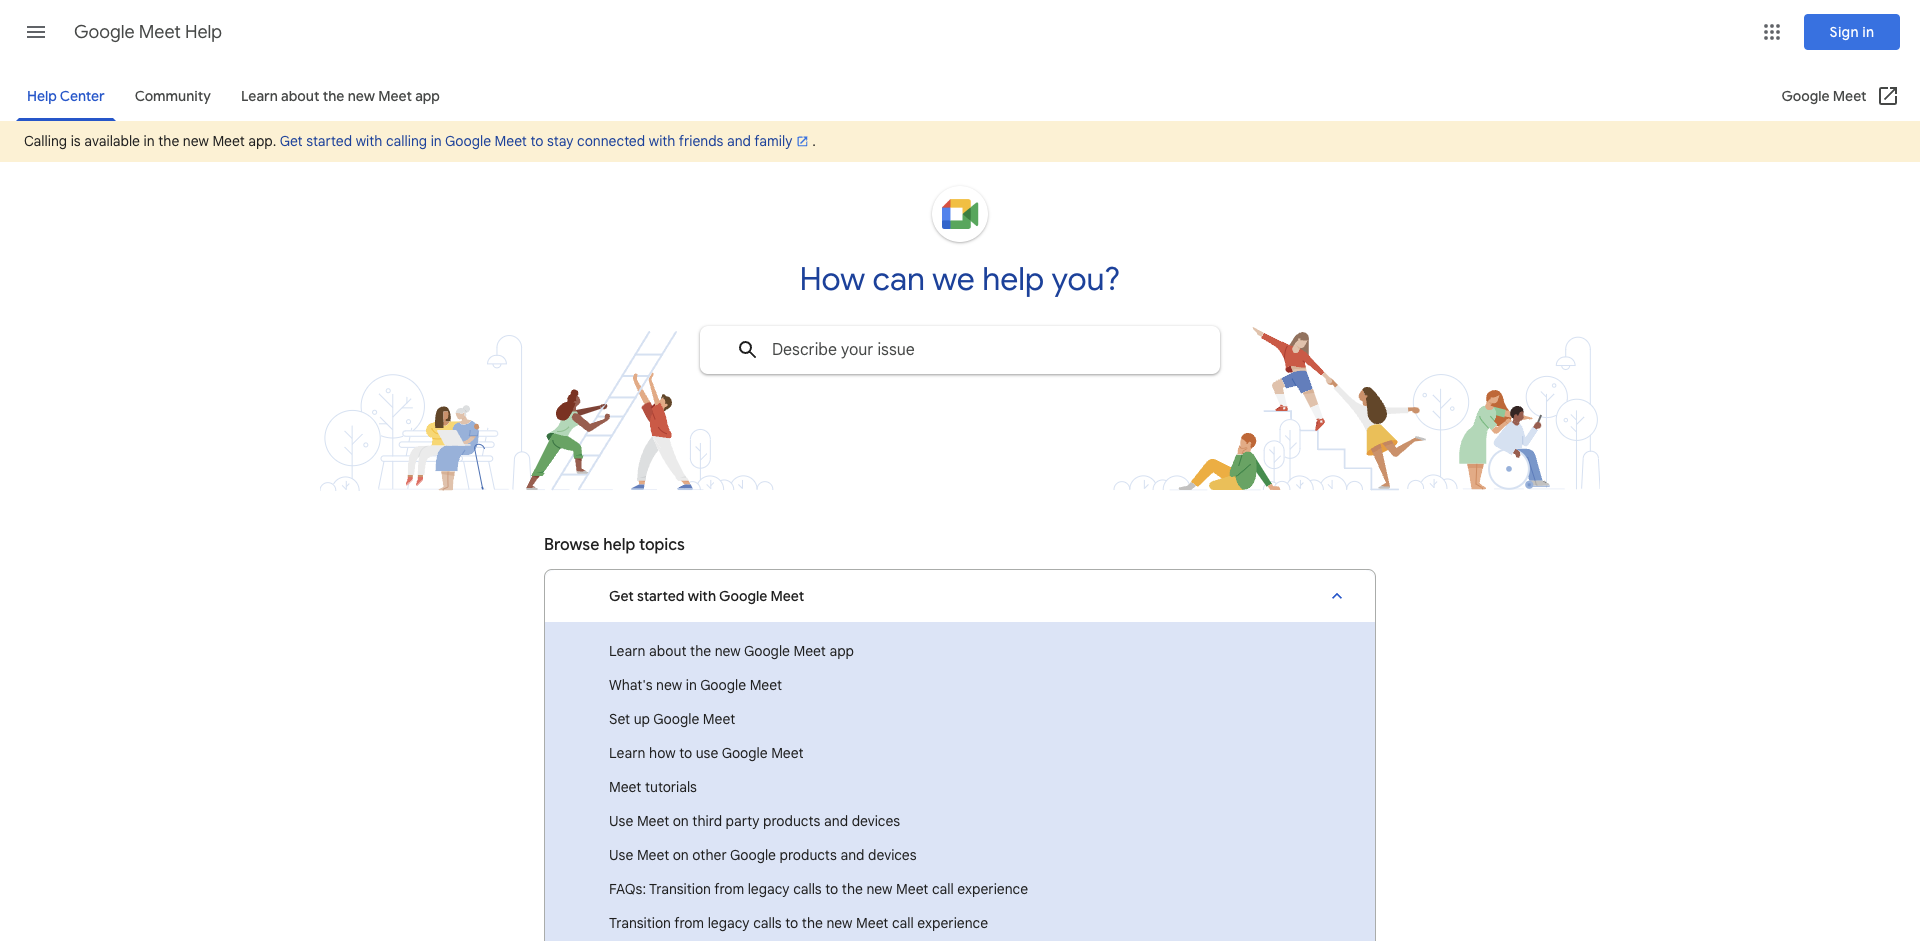 Google Meet Help
Sign in
Help Center
Community
Learn about the new Meet app
Google Meet
Calling is available in the new Meet app. Get started with calling in Google Meet to stay connected with friends and family .
How can we help you?
Describe your issue
Browse help topics
Get started with Google Meet
Learn about the new Google Meet app
What's new in Google Meet
Set up Google Meet
Learn how to use Google Meet
Meet tutorials
Use Meet on third party products and devices
Use Meet on other Google products and devices
FAQs: Transition from legacy calls to the new Meet call experience
Transition from legacy calls to the new Meet call experience